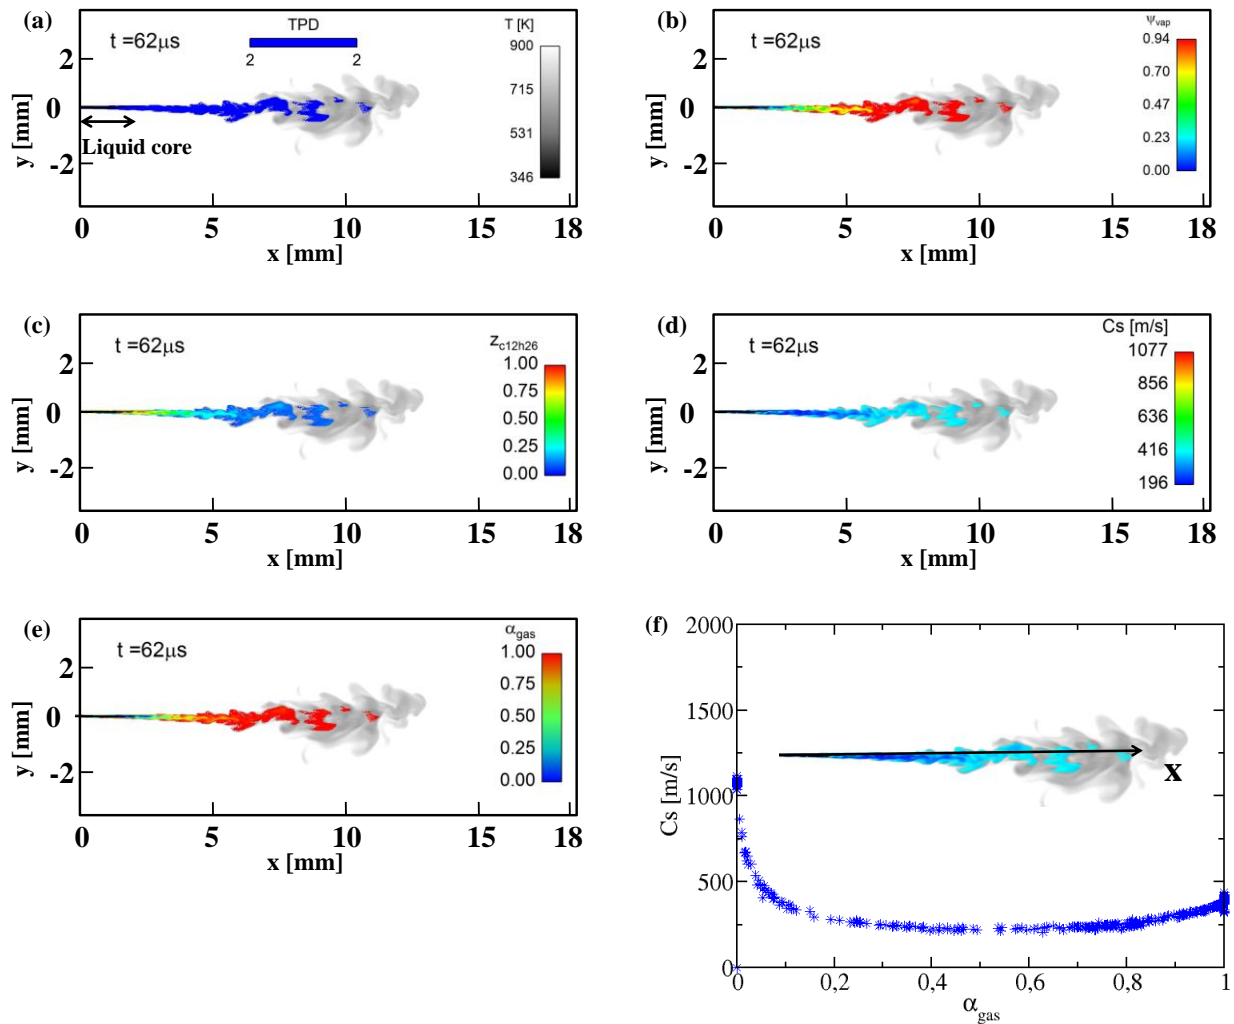 (a)
t =62μs
TPD
2 2
T [K]
900
715
531
346
2
0
-2
y [mm]
Liquid core
0 5 10 15 18
x [mm]
(b)
t =62μs
ψvap
0.94
0.70
0.47
0.23
0.00
2
0
-2
y [mm]
0 5 10 15 18
x [mm]
(c)
t =62μs
zc12h26
1.00
0.75
0.50
0.25
0.00
2
0
-2
y [mm]
0 5 10 15 18
x [mm]
(d)
t =62μs
Cs [m/s]
1077
856
636
416
196
2
0
-2
y [mm]
0 5 10 15 18
x [mm]
(e)
t =62μs
αgas
1.00
0.75
0.50
0.25
0.00
2
0
-2
y [mm]
0 5 10 15 18
x [mm]
(f)
2000
1500
1000
500
0
Cs [m/s]
X
0 0,2 0,4 0,6 0,8 1
αgas